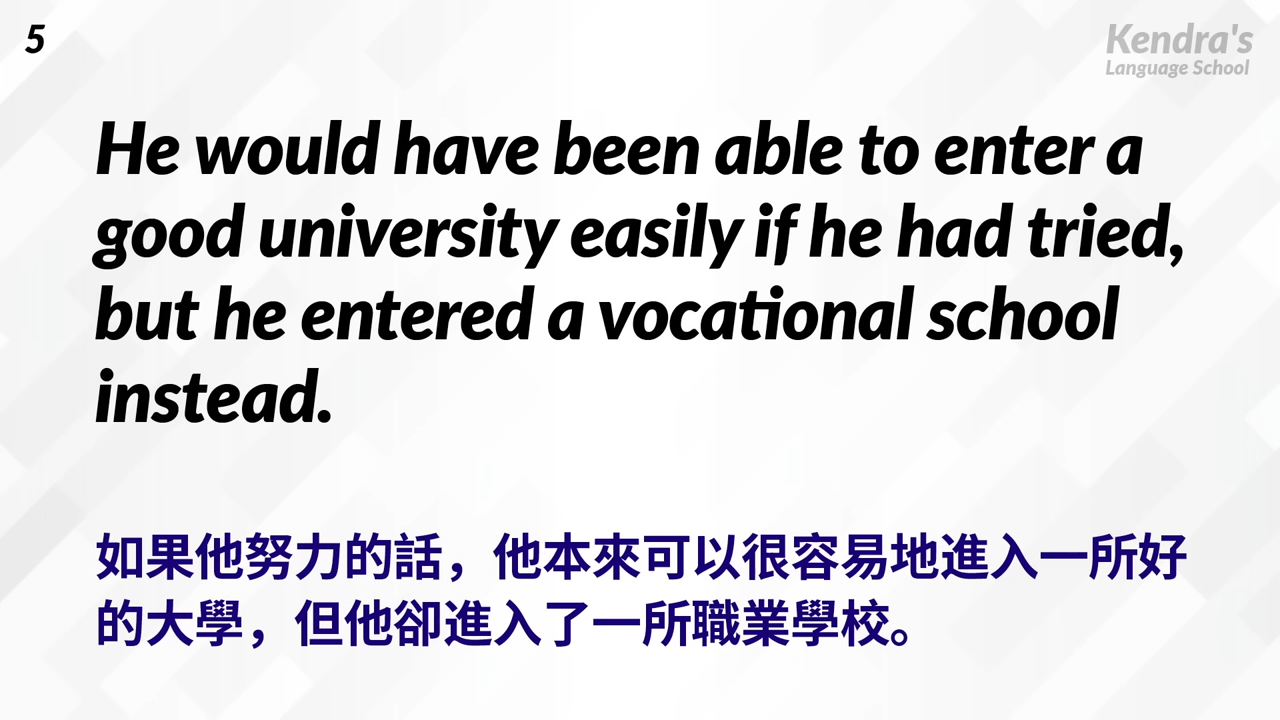 5
Kendra's
Language School
He would have been able to enter a
good university easily if he had tried,
but he entered a vocational school
instead.
如果他努力的話，他本來可以很容易地進入一所好
的大學，但他卻進入了一所職業學校。